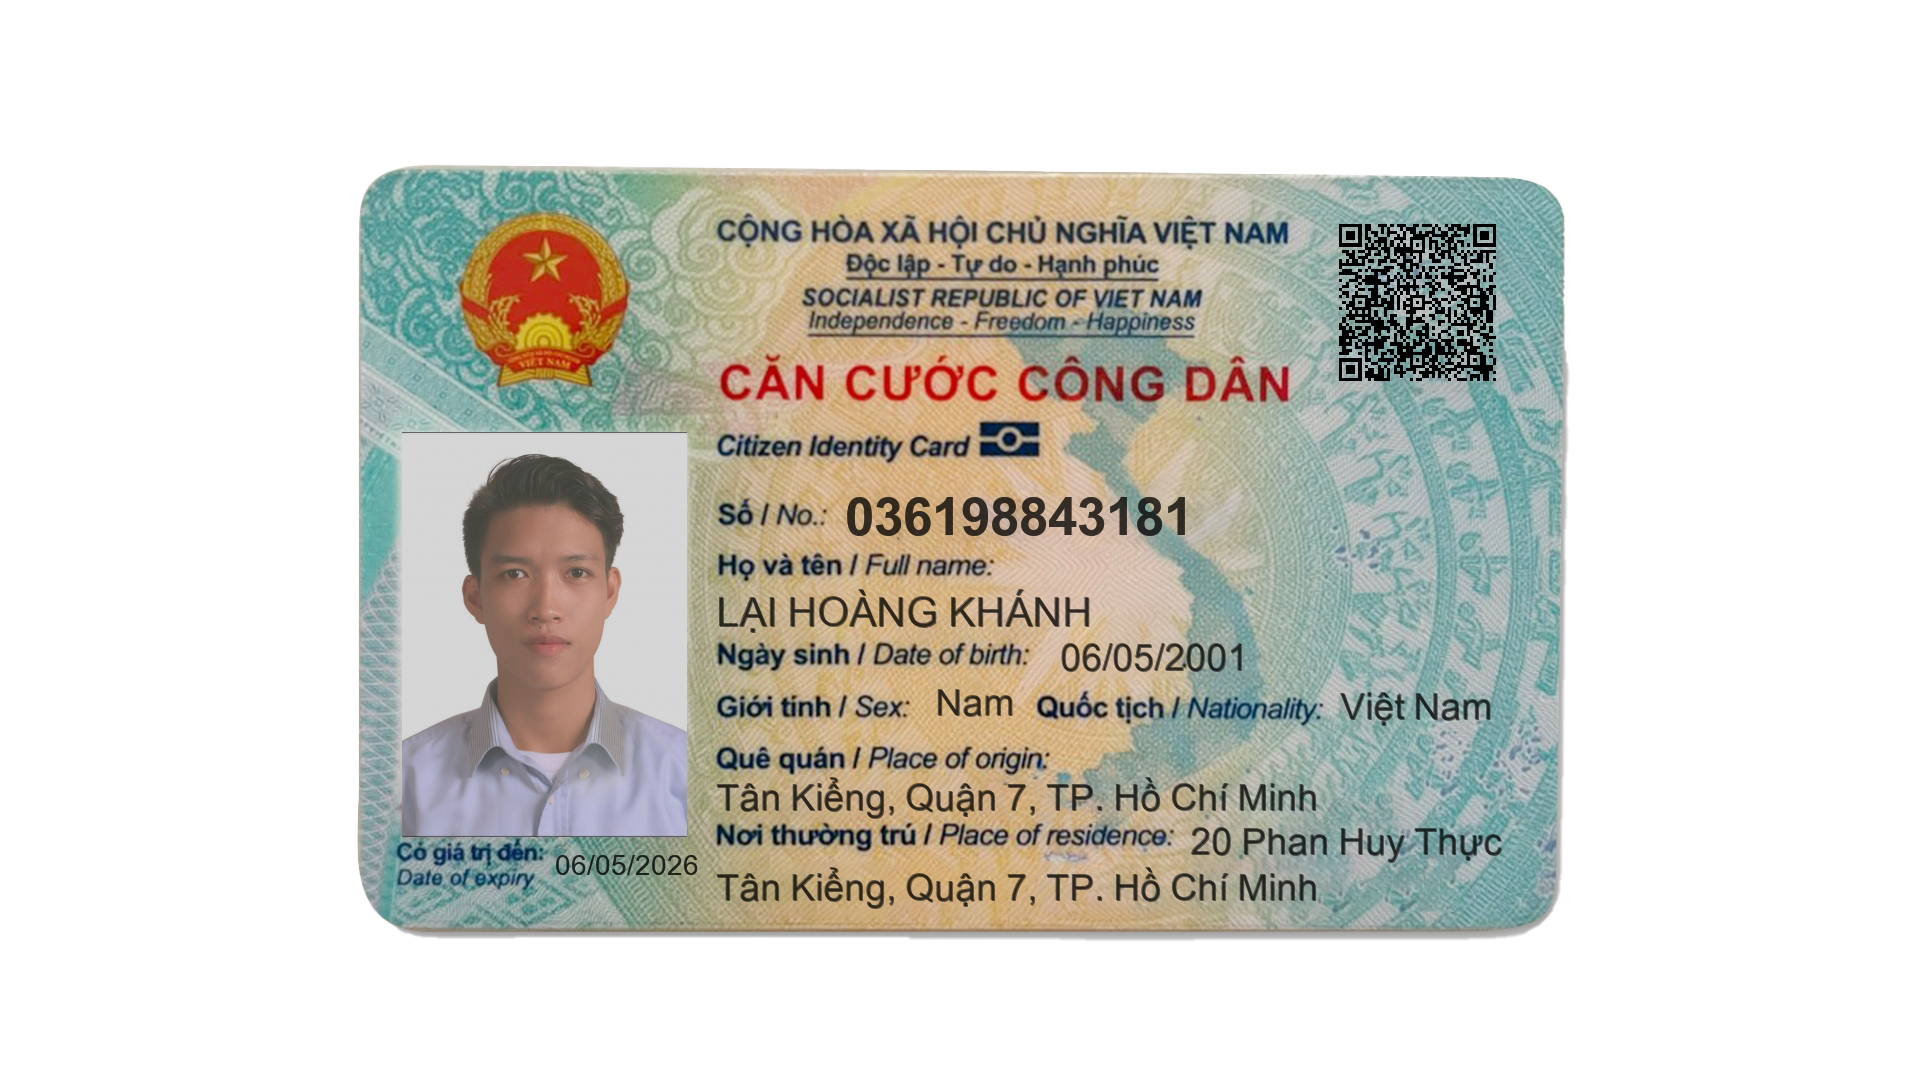 CỘNG HÒA XÃ HỘI CHỦ NGHĨA VIỆT NAM
Độc lập - Tự do - Hạnh phúc
SOCIALIST REPUBLIC OF VIET NAM
Independence - Freedom - Happiness
VIỆT NAM
CĂN CƯỚC CÔNG DÂN
Citizen Identity Card
Số / No.: 036198843181
Họ và tên / Full name:
LẠI HOÀNG KHÁNH
Ngày sinh / Date of birth: 06/05/2001
Giới tính / Sex: Nam Quốc tịch / Nationality: Việt Nam
Quê quán / Place of origin:
Tân Kiểng, Quận 7, TP. Hồ Chí Minh
Nơi thường trú / Place of residence: 20 Phan Huy Thực
Tân Kiểng, Quận 7, TP. Hồ Chí Minh
Có giá trị đến: 06/05/2026
Date of expiry